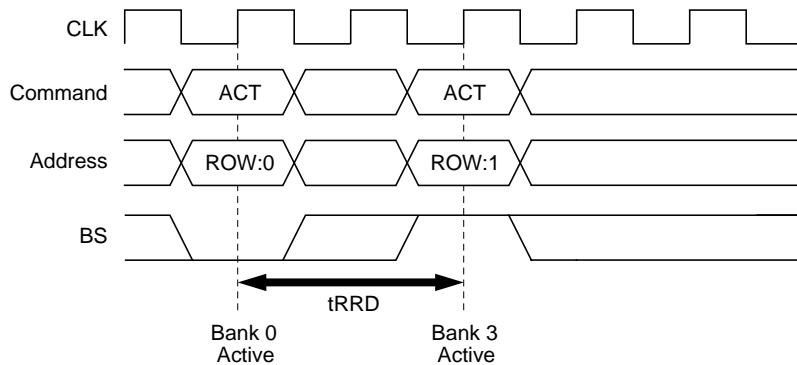 CLK
Command
ACT
ACT
Address
ROW:0
ROW:1
BS
tRRD
Bank 0
Active
Bank 3
Active